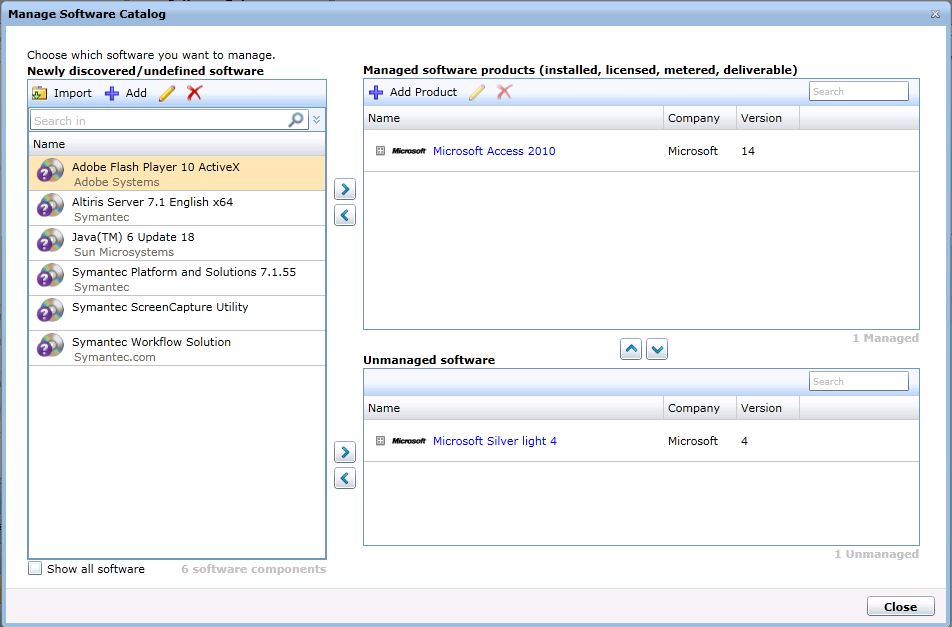 Manage Software Catalog
Choose which software you want to manage.
Newly discovered/undefined software
Import Add
Search in
Name
Adobe Flash Player 10 ActiveX
Adobe Systems
Altiris Server 7.1 English x64
Symantec
Java(TM) 6 Update 18
Sun Microsystems
Symantec Platform and Solutions 7.1.55
Symantec
Symantec ScreenCapture Utility
Symantec Workflow Solution
Symantec.com
Show all software 6 software components
Managed software products (installed, licensed, metered, deliverable)
Add Product Search
Name Company Version
Microsoft Microsoft Access 2010 Microsoft 14
1 Managed
Unmanaged software
Search
Name Company Version
Microsoft Microsoft Silver light 4 Microsoft 4
1 Unmanaged
Close